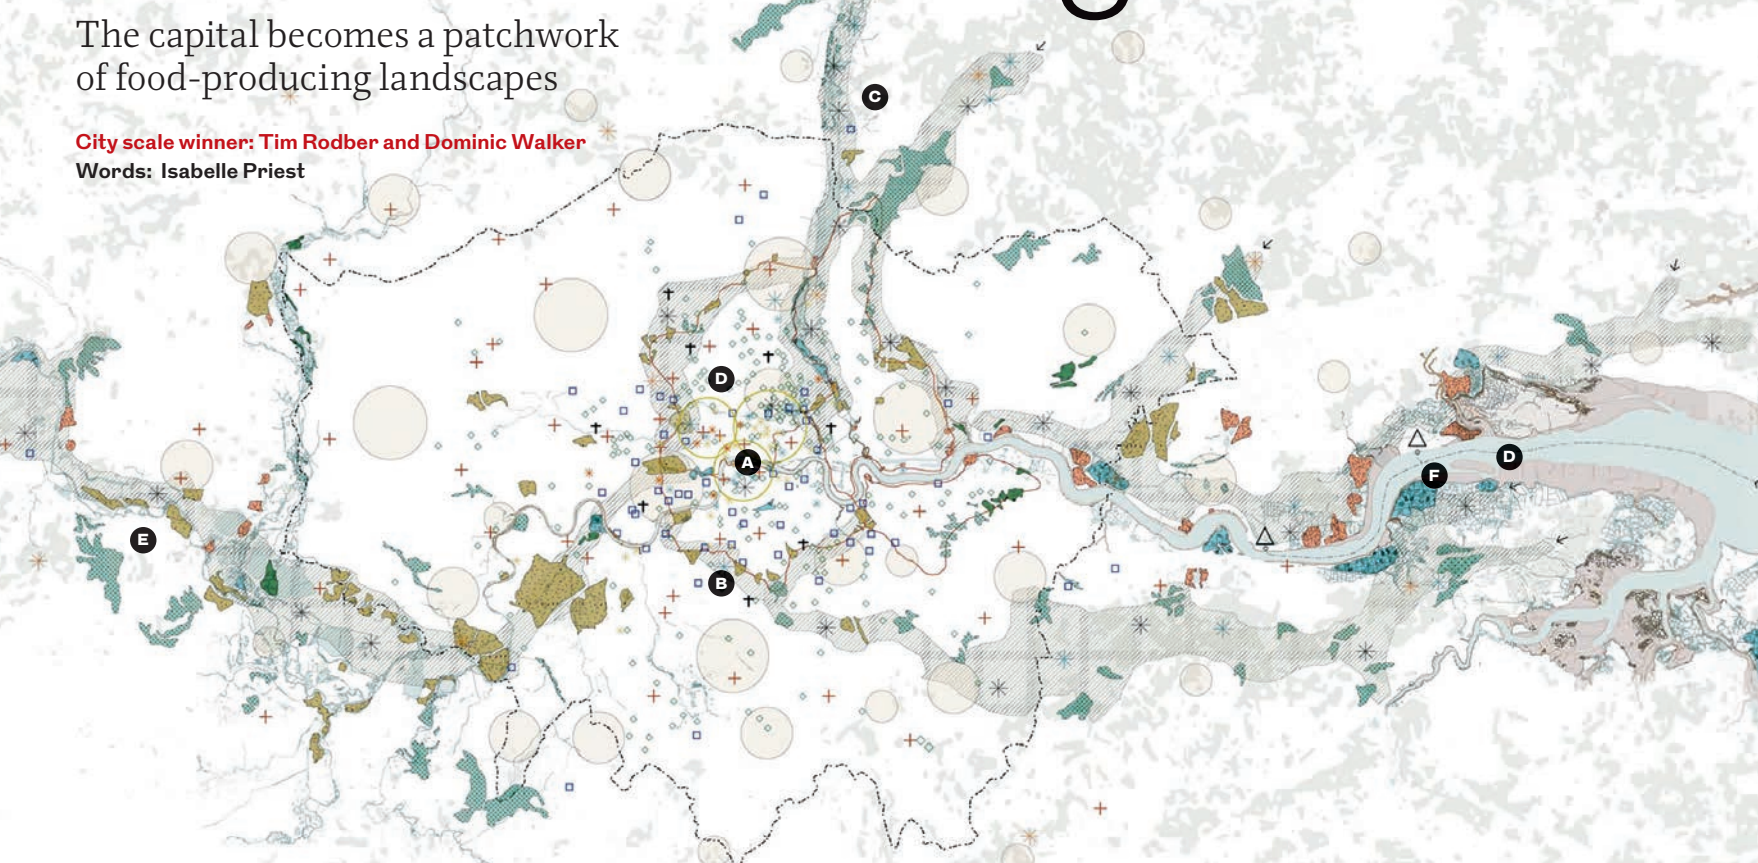 The capital becomes a patchwork
of food-producing landscapes
City scale winner: Tim Rodber and Dominic Walker
Words: Isabelle Priest
C
D
A
D
F
E
B